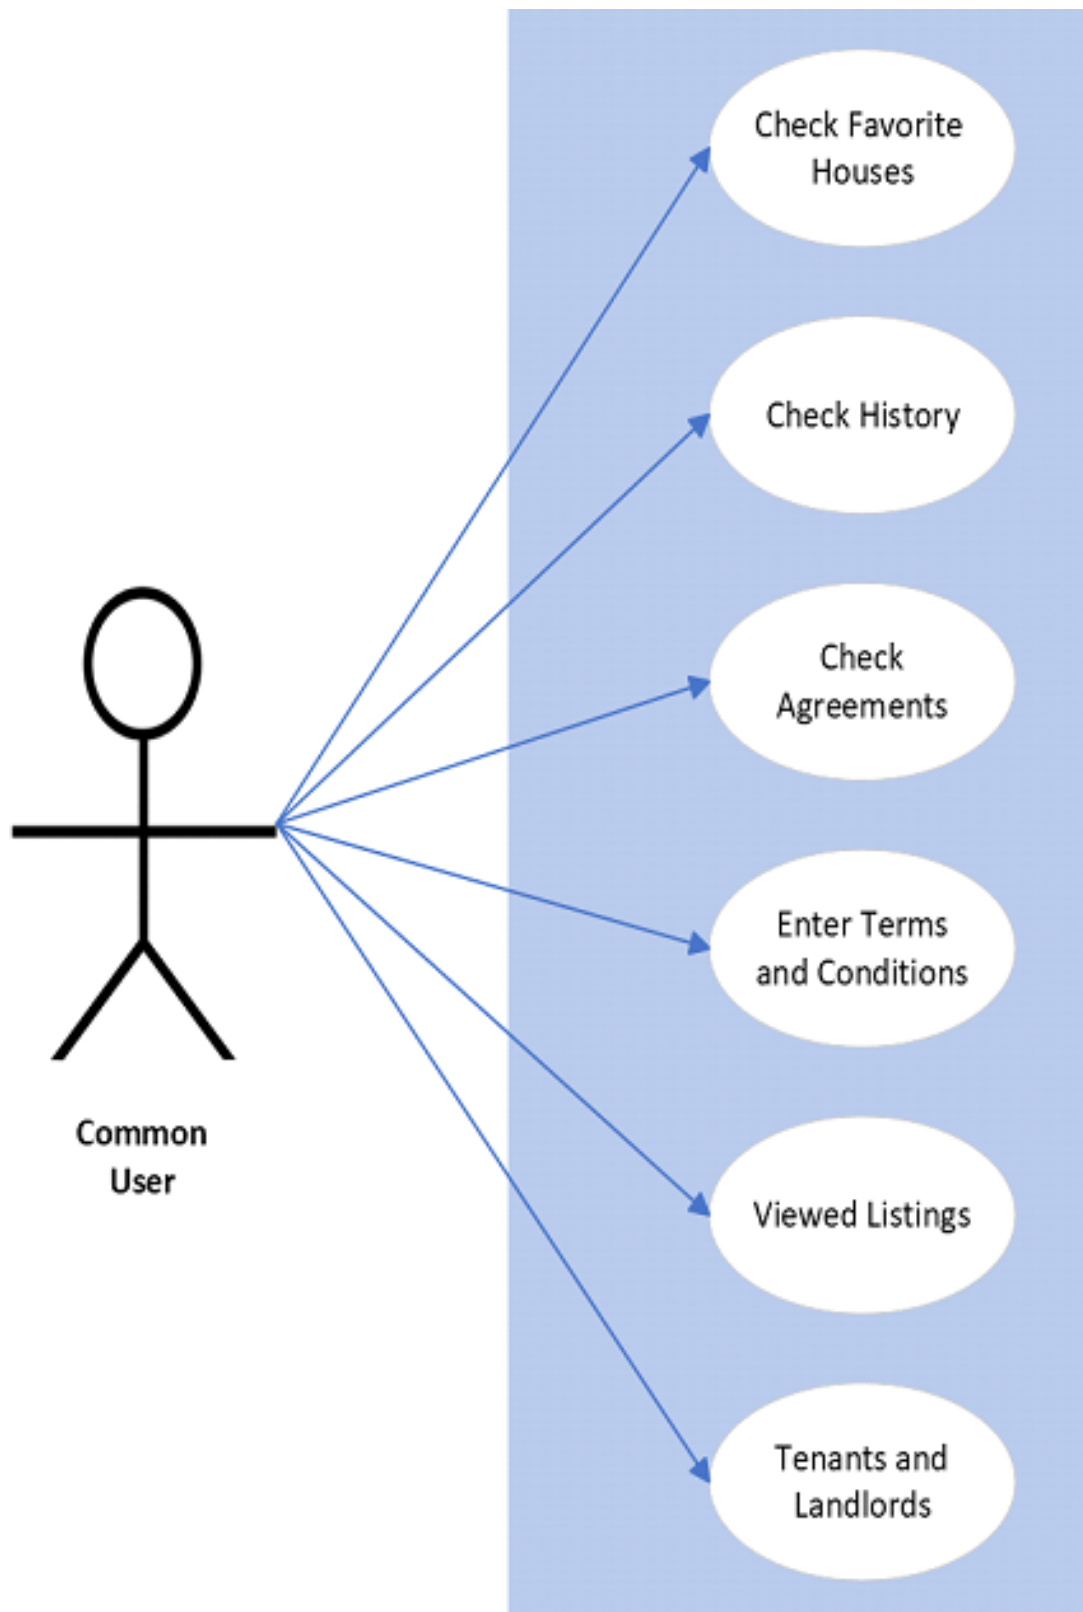 Check Favorite
Houses
Check History
Check
Agreements
Enter Terms
and Conditions
Common
User
Viewed Listings
Tenants and
Landlords